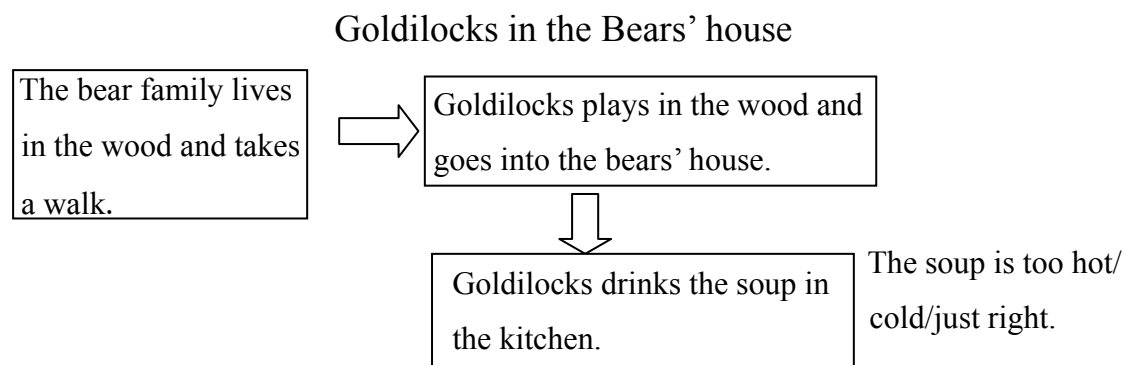 Goldilocks in the Bears’ house
The bear family lives
in the wood and takes
a walk.
Goldilocks plays in the wood and
goes into the bears’ house.
Goldilocks drinks the soup in
the kitchen.
The soup is too hot/
cold/just right.